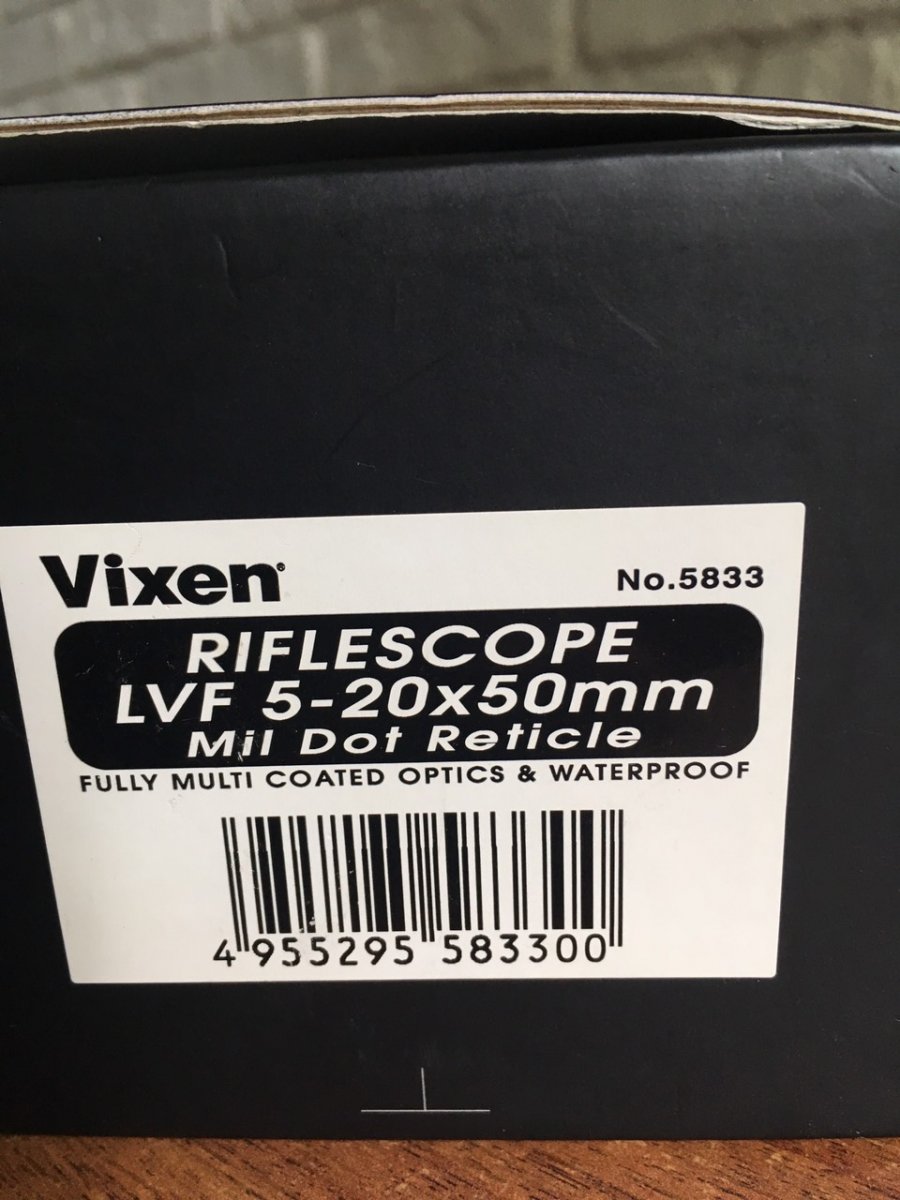 Vixen®
No.5833
RIFLESCOPE
LVF 5-20x50mm
Mil Dot Reticle
FULLY MULTI COATED OPTICS & WATERPROOF
4 955295 583300